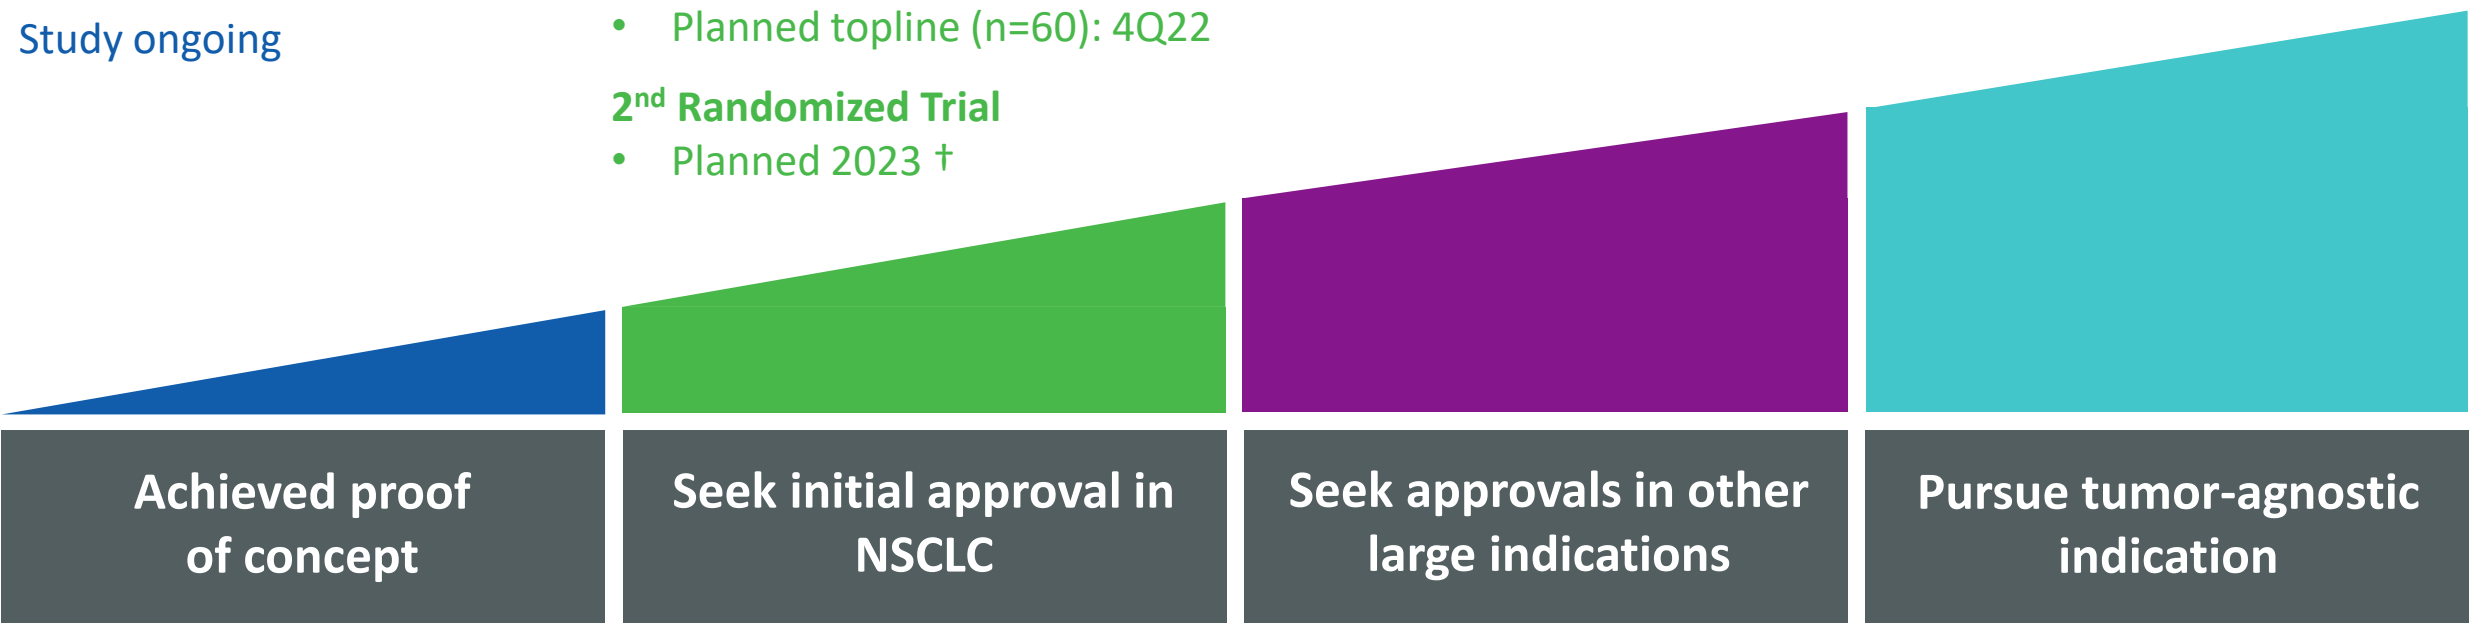 Study ongoing
• Planned topline (n=60): 4Q22
2nd Randomized Trial
• Planned 2023 †
Achieved proof
of concept
Seek initial approval in
NSCLC
Seek approvals in other
large indications
Pursue tumor-agnostic
indication